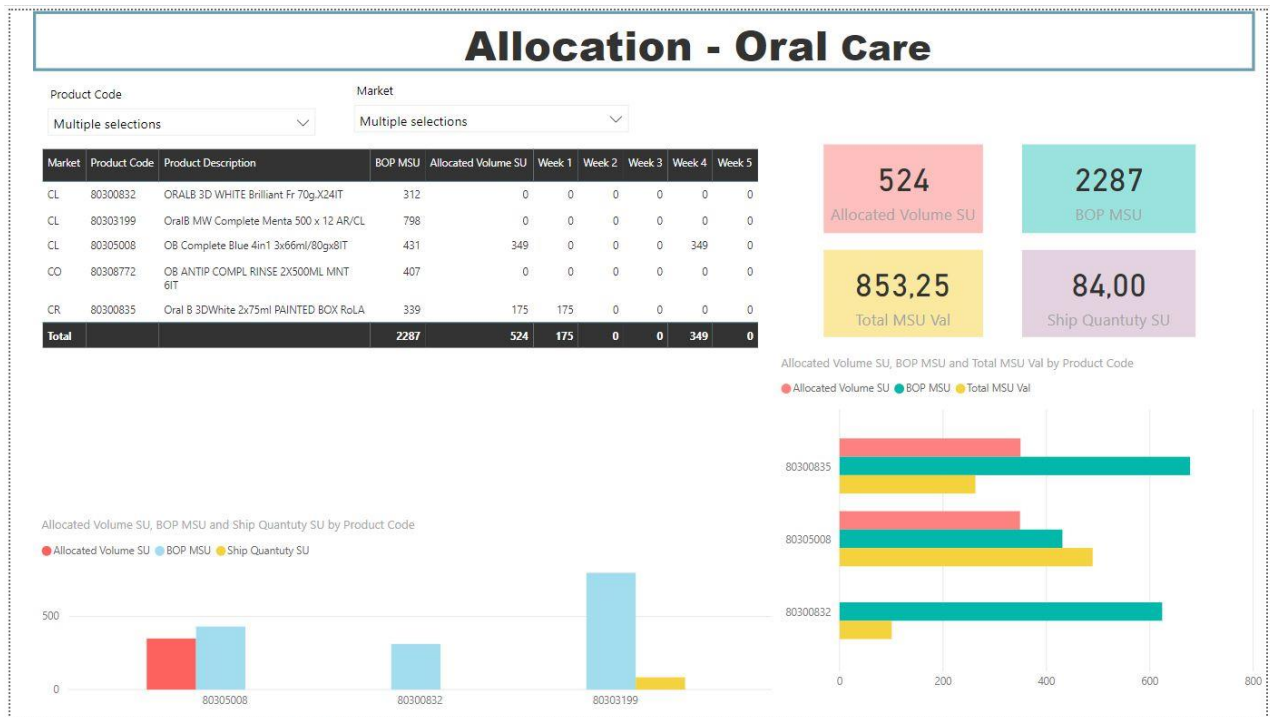 Allocation - Oral Care
Product Code
Market
Multiple selections
Multiple selections
Market Product Code Product Description BOP MSU Allocated Volume SU Week 1 Week 2 Week 3 Week 4 Week 5
CL 80300832 ORALB 3D WHITE Brilliant Fr 70g.X24IT 312 0 0 0 0 0 0
CL 80303199 OralB MW Complete Menta 500 x 12 AR/CL 798 0 0 0 0 0 0
CL 80305008 OB Complete Blue 4in1 3x66ml/80gx8IT 431 349 0 0 0 349 0
CO 80308772 OB ANTIP COMPL RINSE 2X500ML MNT 407 0 0 0 0 0 0
6IT
CR 80300835 Oral B 3DWhite 2x75ml PAINTED BOX RoLA 339 175 175 0 0 0 0
Total 2287 524 175 0 0 349 0
524
Allocated Volume SU
2287
BOP MSU
853,25
Total MSU Val
84,00
Ship Quantuty SU
Allocated Volume SU, BOP MSU and Total MSU Val by Product Code
Allocated Volume SU BOP MSU Total MSU Val
80300835
80305008
80300832
0 200 400 600 800
Allocated Volume SU, BOP MSU and Ship Quantuty SU by Product Code
Allocated Volume SU BOP MSU Ship Quantuty SU
500
0
80305008 80300832 80303199